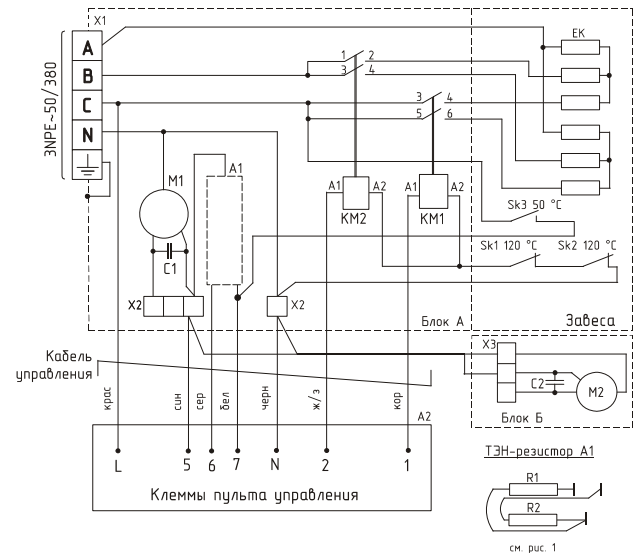 X1
3NPE~50/380
A
B
C
N
EK
1 2
3 4
3 4
5 6
M1
A1
C1
A1 A2
KM2
A1 A2
KM1
Sk3 50 °C
Sk1 120 °C
Sk2 120 °C
X2
X2
Блок А
Завеса
Кабель
управления
X3
C2
M2
Блок Б
крас
син
сер
бел
черн
ж/з
кор
A2
L 5 6 7 N 2 1
Клеммы пульта управления
ТЭН-резистор А1
R1
R2
см. рис. 1